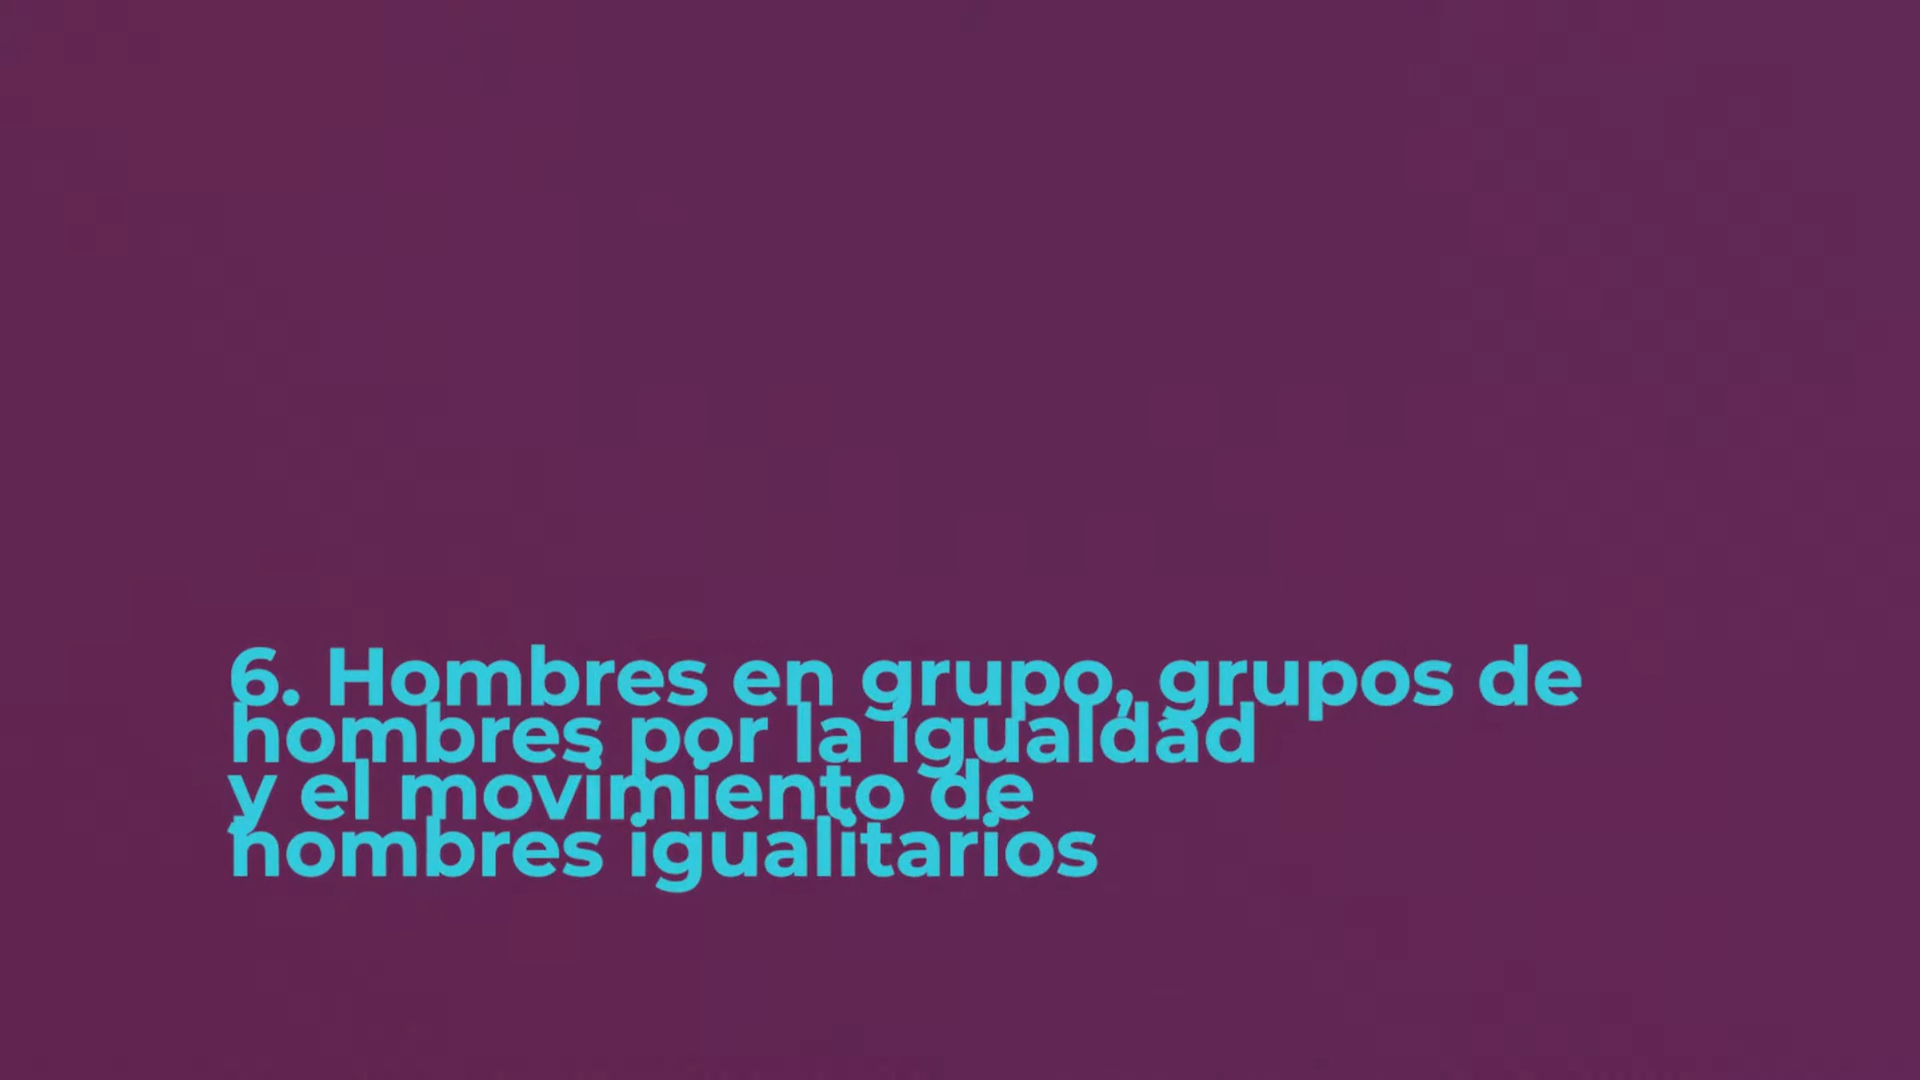 6. Hombres en grupo, grupos de
hombres por la igualdad
y el movimiento de
hombres igualitarios